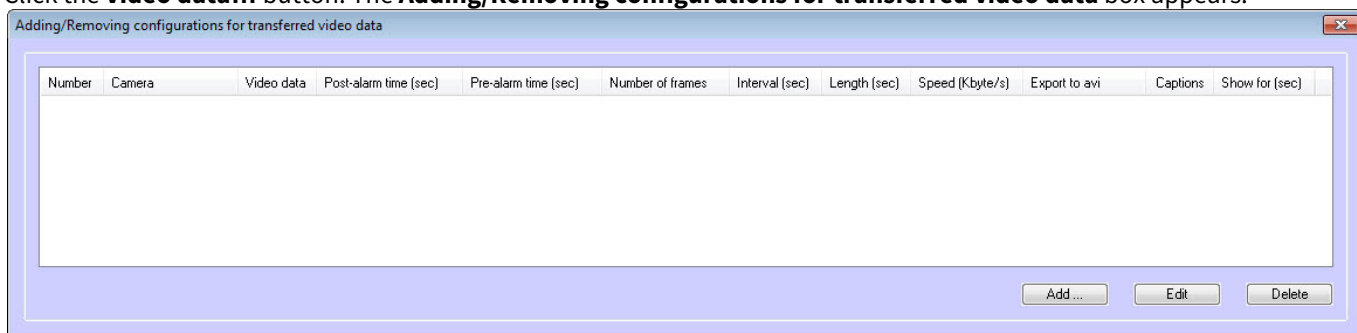 Click the Video data... button. The Adding/Removing configurations for transferred video data box appears.
Adding/Removing configurations for transferred video data
Number Camera Video data Post-alarm time (sec) Pre-alarm time (sec) Number of frames Interval (sec) Length (sec) Speed (Kbyte/s) Export to avi Captions Show for (sec)
Add ... Edit Delete